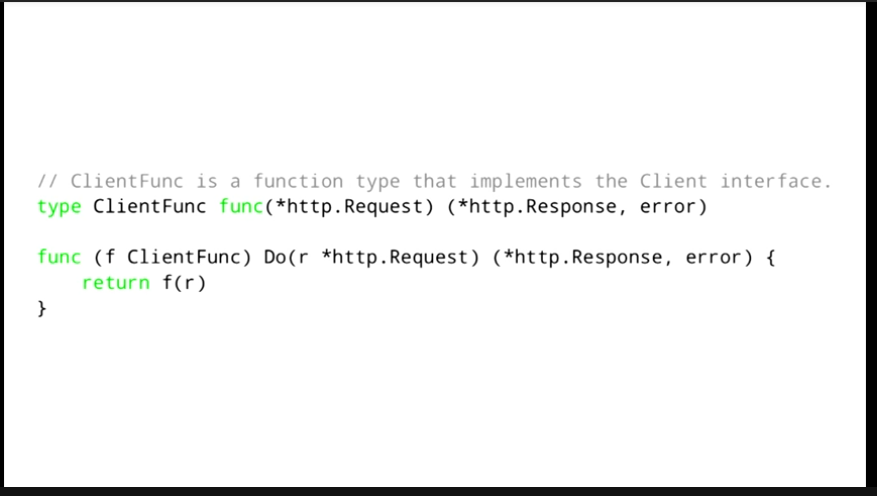 // ClientFunc is a function type that implements the Client interface.
type ClientFunc func(*http.Request) (*http.Response, error)
func (f ClientFunc) Do(r *http.Request) (*http.Response, error) {
    return f(r)
}